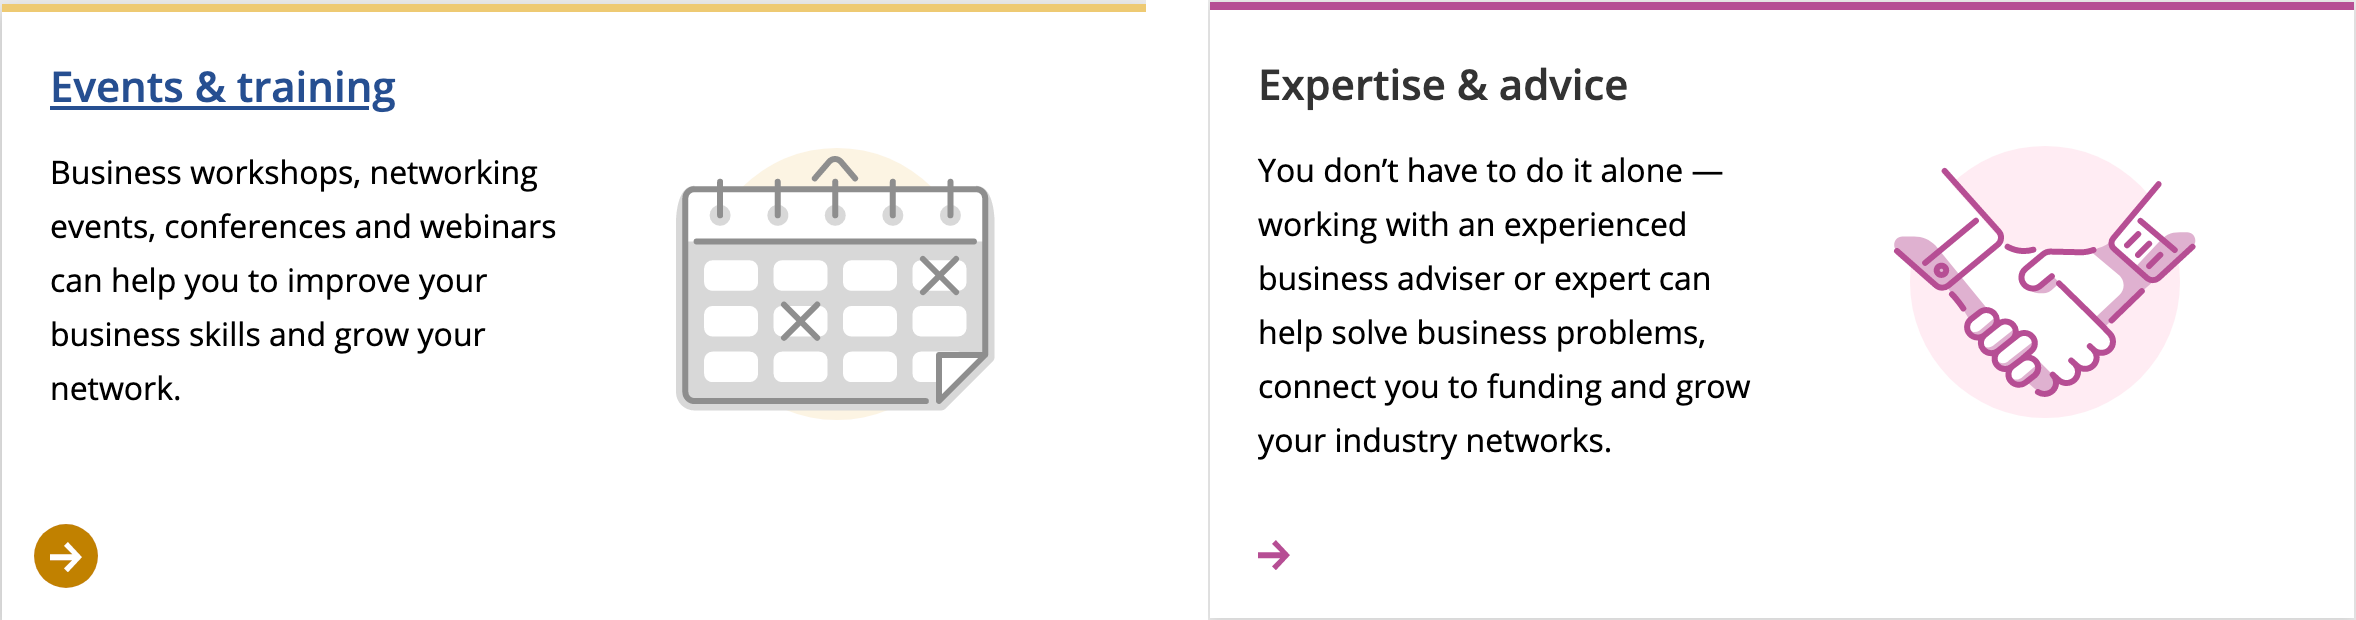 Events & training
Business workshops, networking
events, conferences and webinars
can help you to improve your
business skills and grow your
network.
Expertise & advice
You don’t have to do it alone —
working with an experienced
business adviser or expert can
help solve business problems,
connect you to funding and grow
your industry networks.